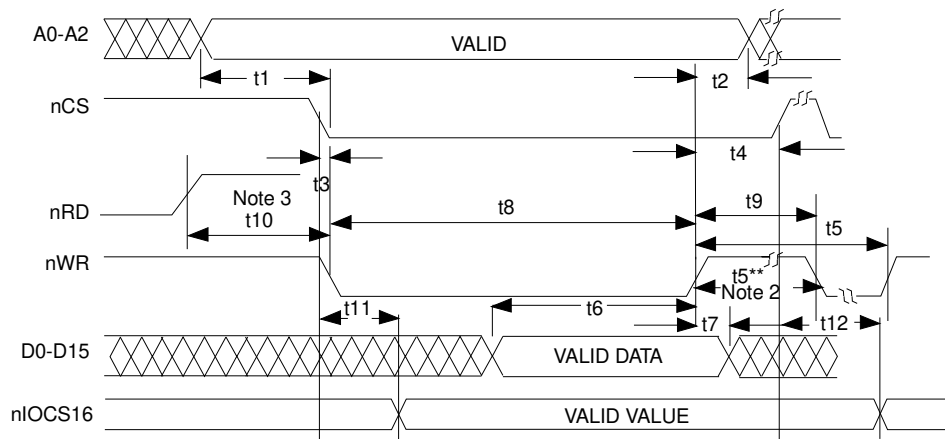 A0-A2
VALID
t1
t2
nCS
t4
t3
nRD
Note 3
t10
t8
t9
t5
nWR
t5**
Note 2
t11
t6
t7
t12
D0-D15
VALID DATA
nIOCS16
VALID VALUE